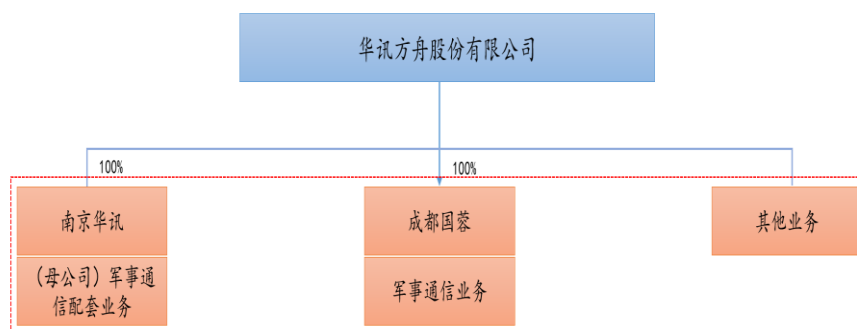 华讯方舟股份有限公司
100%
100%
南京华讯
成都国蓉
其他业务
（母公司）军事通
信配套业务
军事通信业务